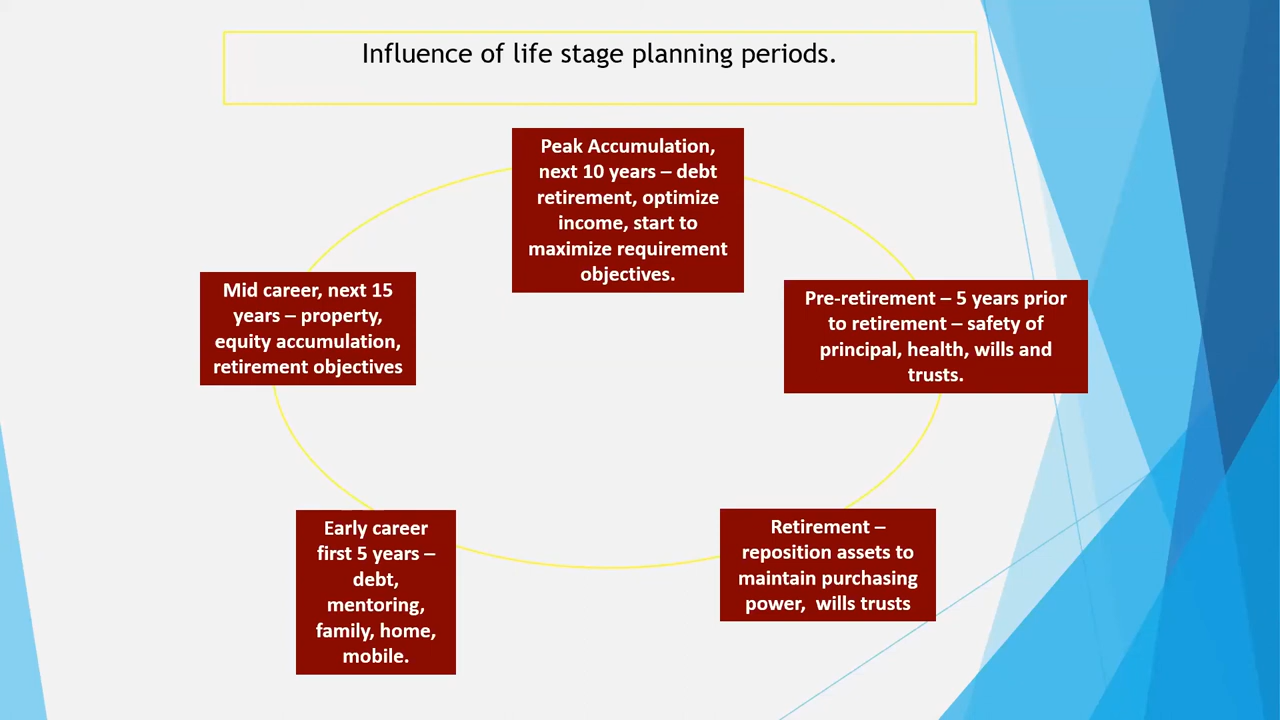 Influence of life stage planning periods.
Peak Accumulation,
next 10 years – debt
retirement, optimize
income, start to
maximize requirement
objectives.
Mid career, next 15
years – property,
equity accumulation,
retirement objectives
Pre-retirement – 5 years prior
to retirement – safety of
principal, health, wills and
trusts.
Early career
first 5 years –
debt,
mentoring,
family, home,
mobile.
Retirement –
reposition assets to
maintain purchasing
power,  wills trusts